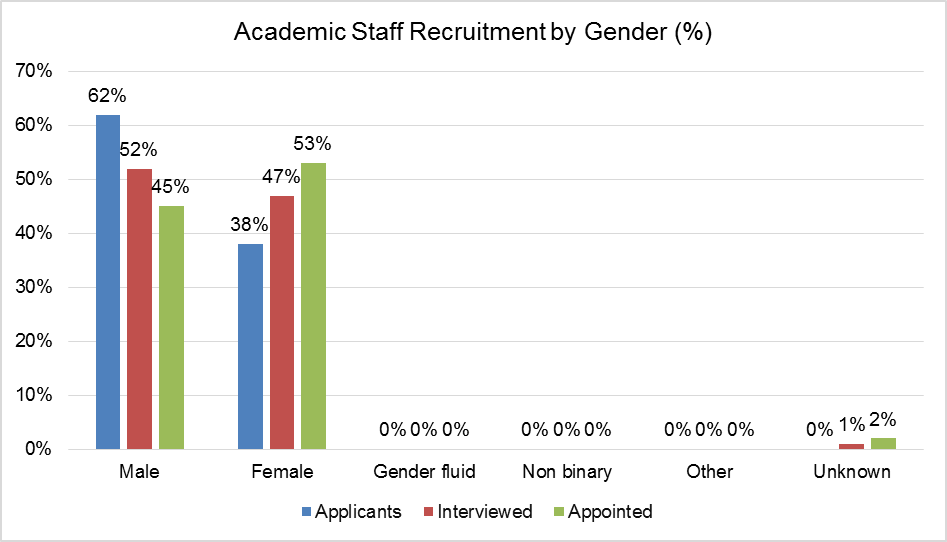 Academic Staff Recruitment by Gender (%)
70%
60%
50%
40%
30%
20%
10%
0%
62%
52%
45%
38%
47%
53%
0% 0% 0%
0% 0% 0%
0% 0% 0%
0% 1% 2%
Male Female Gender fluid Non binary Other Unknown
Applicants Interviewed Appointed